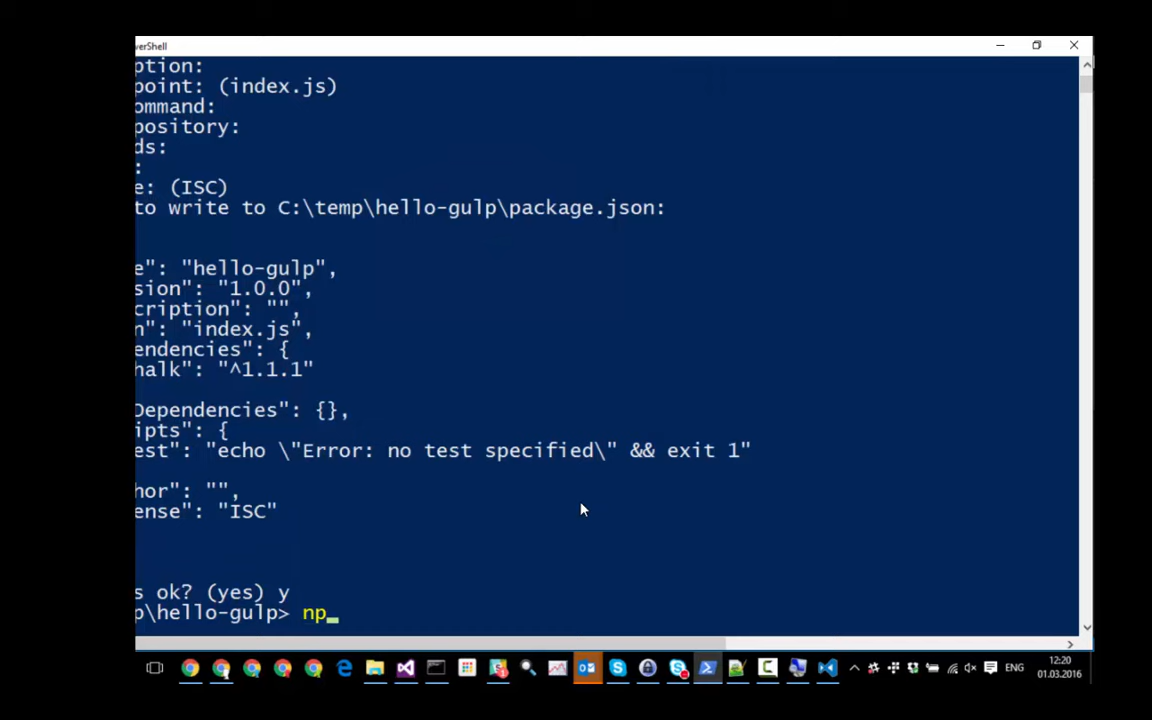 verShell
ption:
point: (index.js)
ommand:
pository:
ds:
:
e: (ISC)
to write to C:\temp\hello-gulp\package.json:
e": "hello-gulp",
sion": "1.0.0",
cription": "",
n": "index.js",
endencies": {
halk": "^1.1.1"
Dependencies": {},
ipts": {
est": "echo \"Error: no test specified\" && exit 1"
hor": "",
ense": "ISC"
s ok? (yes) y
p\hello-gulp> np_
ENG
12:20
01.03.2016